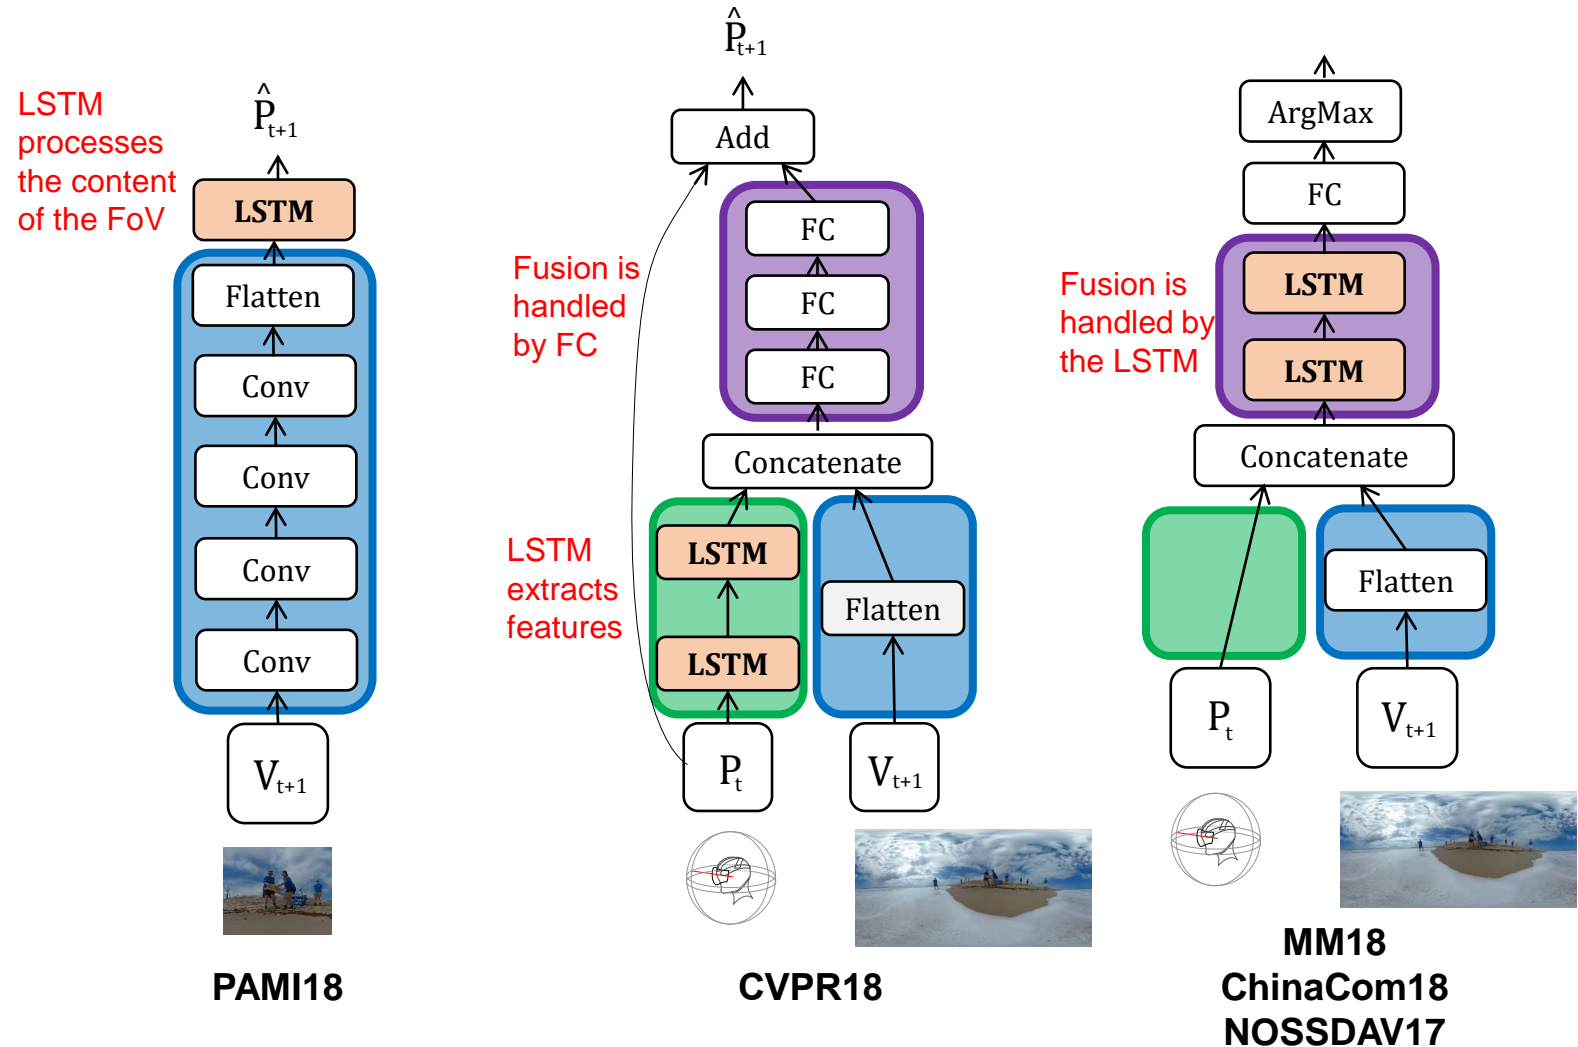 LSTM
processes
the content
of the FoV
P̂t+1
LSTM
Flatten
Conv
Conv
Conv
Conv
Vt+1
PAMI18
P̂t+1
Add
Fusion is
handled
by FC
FC
FC
FC
Concatenate
LSTM
extracts
features
LSTM
LSTM
Flatten
Pt
Vt+1
CVPR18
ArgMax
FC
Fusion is
handled by
the LSTM
LSTM
LSTM
Concatenate
Flatten
Pt
Vt+1
MM18
ChinaCom18
NOSSDAV17